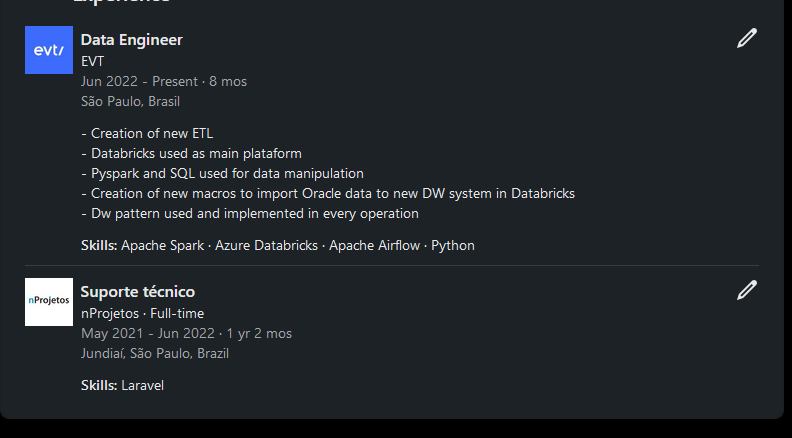 Experience
evt/
Data Engineer
EVT
Jun 2022 - Present · 8 mos
São Paulo, Brasil
- Creation of new ETL
- Databricks used as main plataform
- Pyspark and SQL used for data manipulation
- Creation of new macros to import Oracle data to new DW system in Databricks
- Dw pattern used and implemented in every operation
Skills: Apache Spark · Azure Databricks · Apache Airflow · Python
nProjetos
Suporte técnico
nProjetos · Full-time
May 2021 - Jun 2022 · 1 yr 2 mos
Jundiaí, São Paulo, Brazil
Skills: Laravel